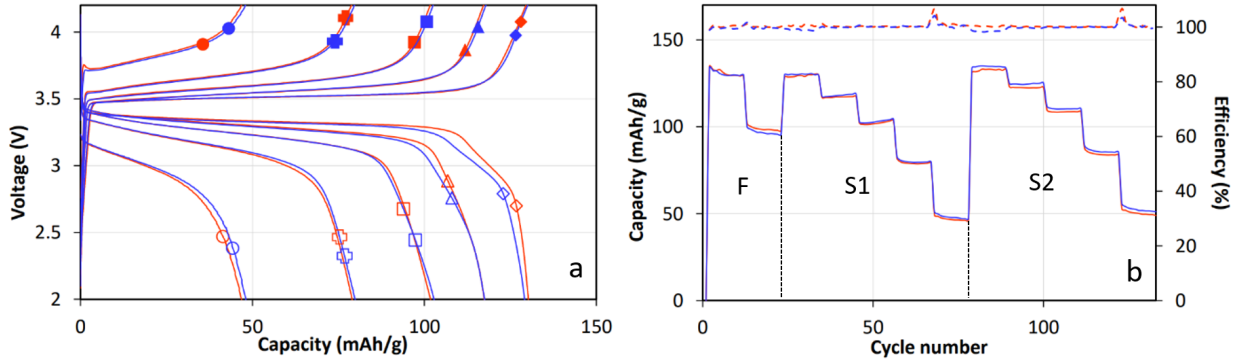 4
3.5
3
2.5
2
Voltage (V)
0
50
100
150
Capacity (mAh/g)
a
150
100
50
0
Capacity (mAh/g)
F
S1
S2
b
100
80
60
40
20
0
Efficiency (%)
0
50
100
Cycle number